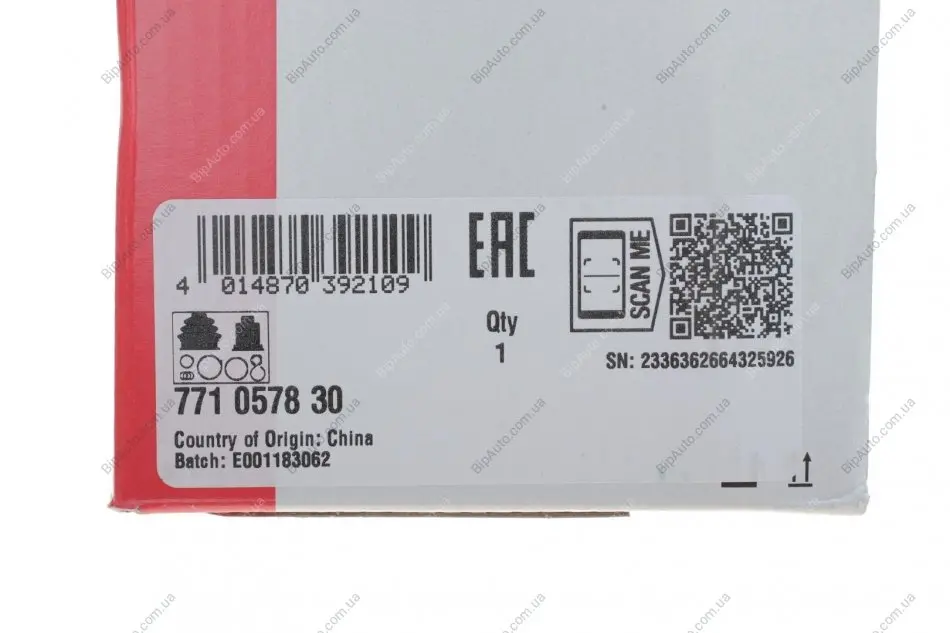 4 014870 392109
EAC
SCAN ME
Qty
1
SN: 2336362664325926
771 0578 30
Country of Origin: China
Batch: E001183062
BipAuto.com.ua